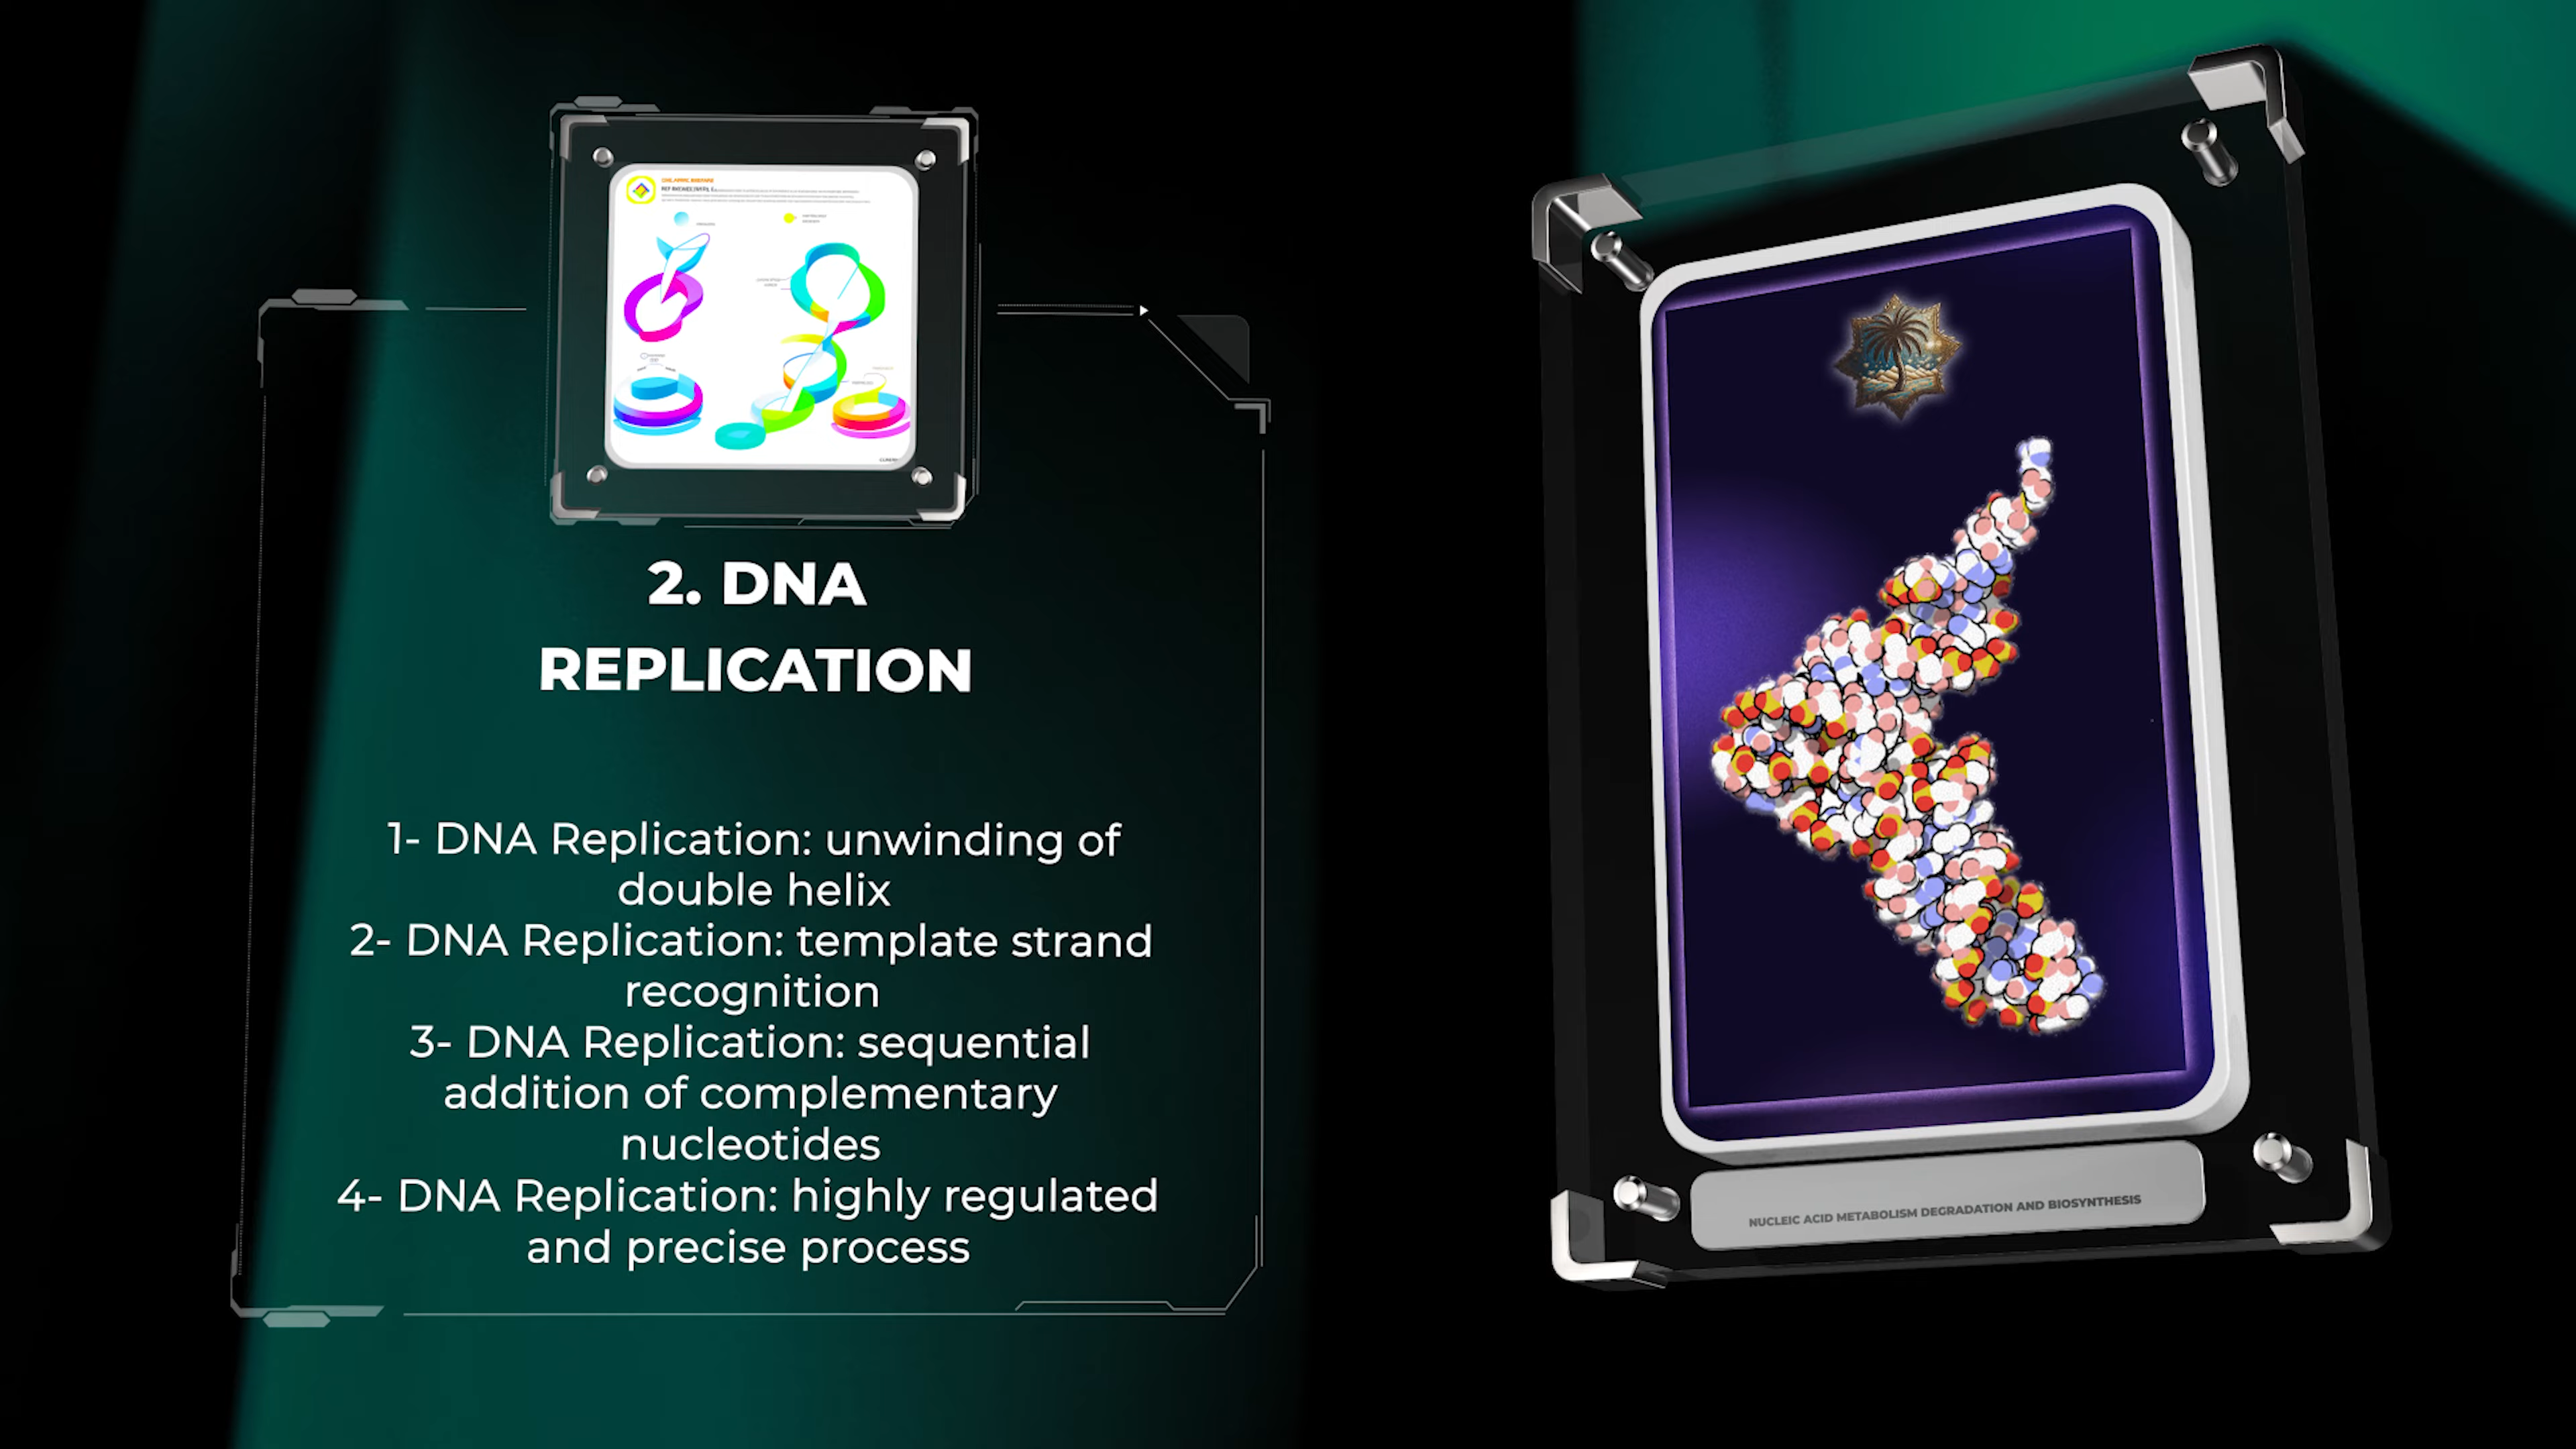 2. DNA
REPLICATION
1- DNA Replication: unwinding of
double helix
2- DNA Replication: template strand
recognition
3- DNA Replication: sequential
addition of complementary
nucleotides
4- DNA Replication: highly regulated
and precise process
NUCLEIC ACID METABOLISM DEGRADATION AND BIOSYNTHESIS